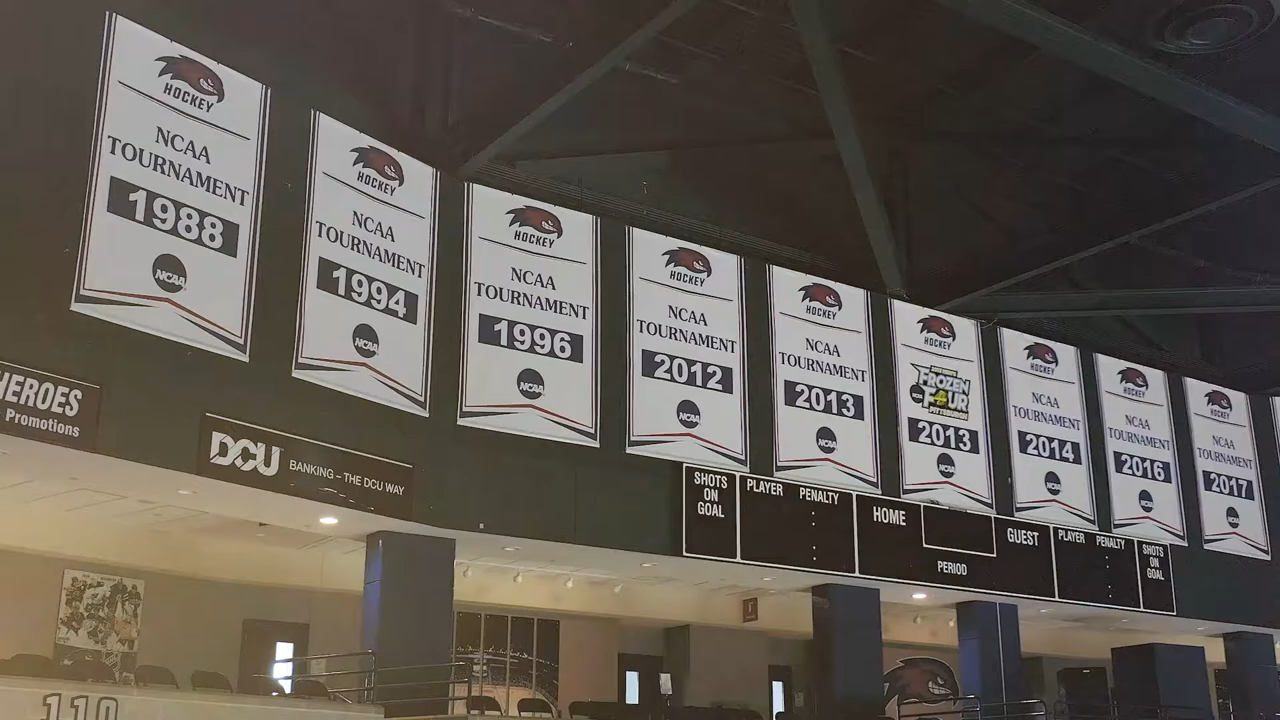 HOCKEY
NCAA
TOURNAMENT
1988
NCAA
HOCKEY
NCAA
TOURNAMENT
1994
NCAA
HOCKEY
NCAA
TOURNAMENT
1996
NCAA
HOCKEY
NCAA
TOURNAMENT
2012
NCAA
HOCKEY
NCAA
TOURNAMENT
2013
NCAA
HOCKEY
FROZEN
FOUR
PITTSBURGH
2013
NCAA
HOCKEY
NCAA
TOURNAMENT
2014
NCAA
HOCKEY
NCAA
TOURNAMENT
2016
NCAA
HOCKEY
NCAA
TOURNAMENT
2017
NCAA
HEROES
Promotions
DCU BANKING – THE DCU WAY
SHOTS
ON
GOAL
PLAYER PENALTY
HOME
GUEST
PERIOD
PLAYER PENALTY
SHOTS
ON
GOAL
110